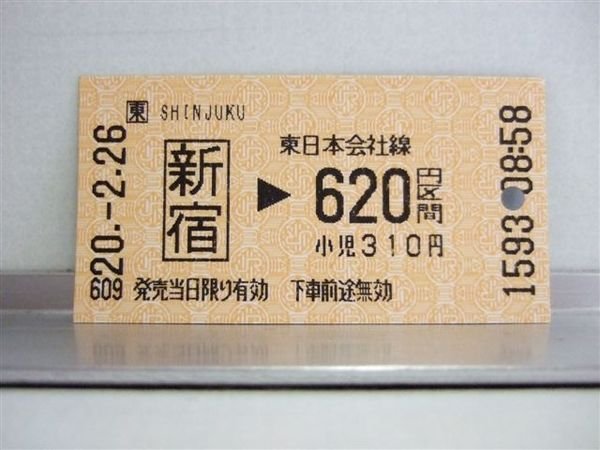 東 SHINJUKU
新宿
▶
東日本会社線
620円区間
小児310円
20.-2.26
1593 08:58
609 発売当日限り有効 下車前途無効